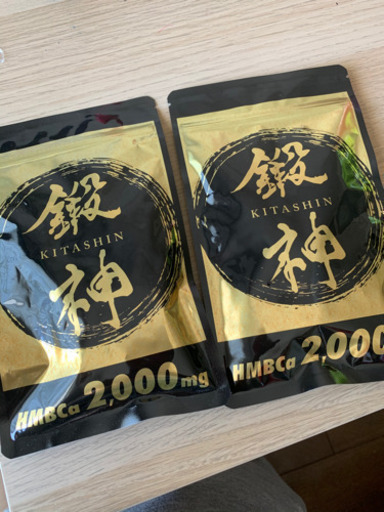 鍛
KITASHIN
神
HMBCa 2,000mg
鍛
KITASHIN
神
HMBCa 2,000